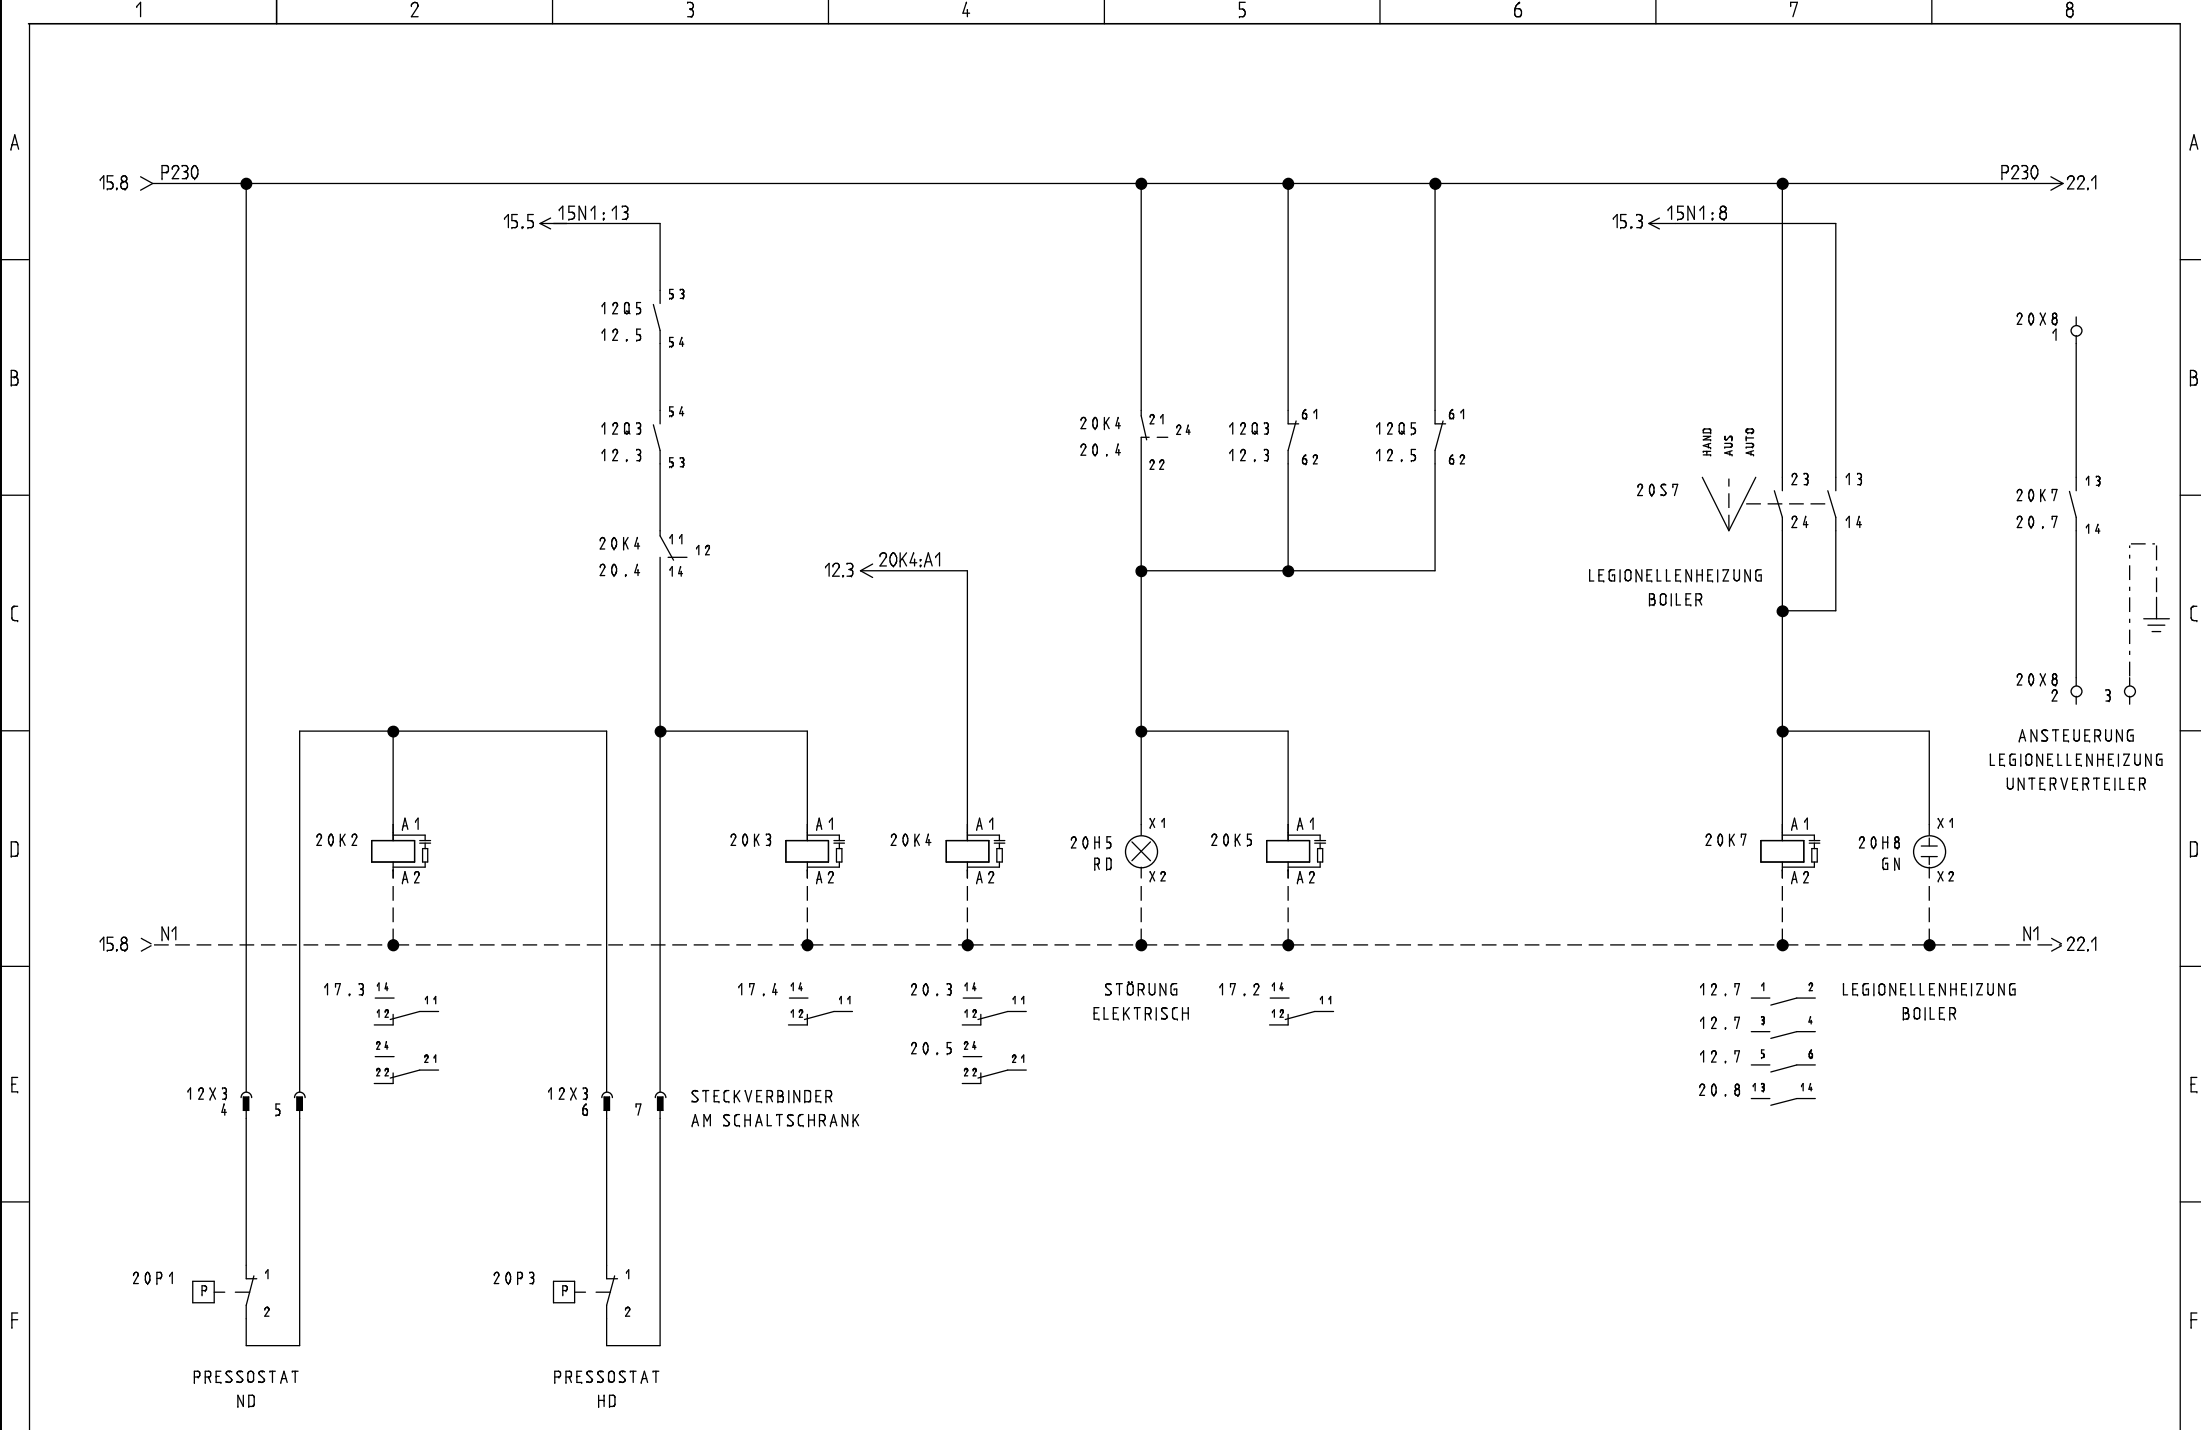 1 2 3 4 5 6 7 8
A A
15.8 P230 P230 22.1
15.5 15N1:13 15.3 15N1:8
53
12Q5
12.5
54
20X8
1
B B
54
12Q3
12.3
53
20K4 21 24
20.4
22
12Q3 61
12.3 62
12Q5 61
12.5 62
HAND
AUS
AUTO
20S7 23 13
24 14
20K7 13
20.7 14
20K4 11 12
20.4 14
12.3 20K4:A1
LEGIONELLENHEIZUNG
BOILER
C C
20X8
2 3
ANSTEUERUNG
LEGIONELLENHEIZUNG
UNTERVERTEILER
D D
20K2 A1
A2
20K3 A1
A2
20K4 A1
A2
20H5 X1
RD X2
20K5 A1
A2
20K7 A1
A2
20H8 X1
GN X2
15.8 N1 N1 22.1
17.3 14 11
12
24 21
22
17.4 14 11
12
20.3 14 11
12
20.5 24 21
22
STÖRUNG
ELEKTRISCH
17.2 14 11
12
12.7 1 2
12.7 3 4
12.7 5 6
20.8 13 14
LEGIONELLENHEIZUNG
BOILER
E E
12X3
4 5
12X3
6 7
STECKVERBINDER
AM SCHALTSCHRANK
F F
20P1 P 1
2
20P3 P 1
2
PRESSOSTAT
ND
PRESSOSTAT
HD